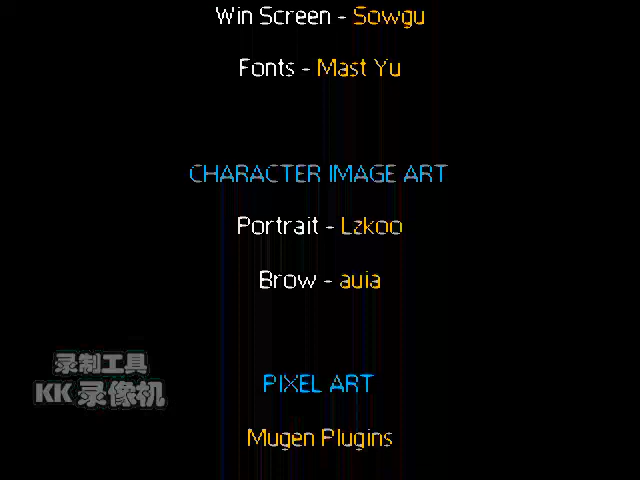 Win Screen - Sowgu
Fonts - Mast Yu
CHARACTER IMAGE ART
Portrait - Lzkoo
Brow - auia
录制工具
KK 录像机
PIXEL ART
Mugen Plugins